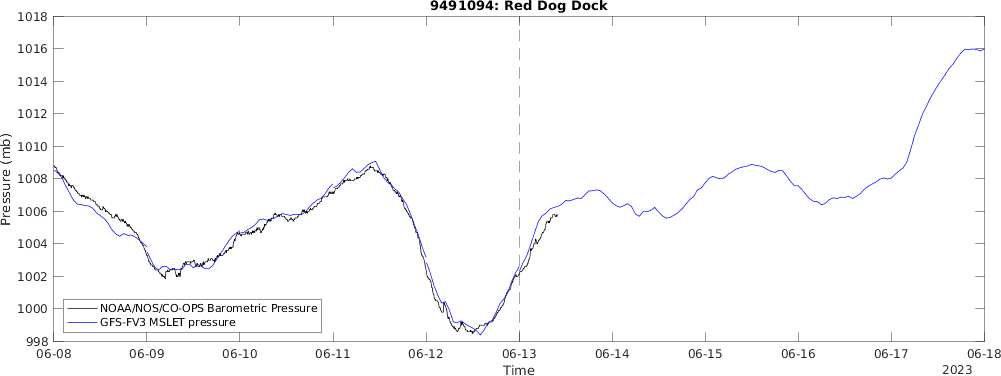 9491094: Red Dog Dock
Pressure (mb)
1018
1016
1014
1012
1010
1008
1006
1004
1002
1000
998
NOAA/NOS/CO-OPS Barometric Pressure
GFS-FV3 MSLET pressure
06-08 06-09 06-10 06-11 06-12 06-13 06-14 06-15 06-16 06-17 06-18
Time
2023